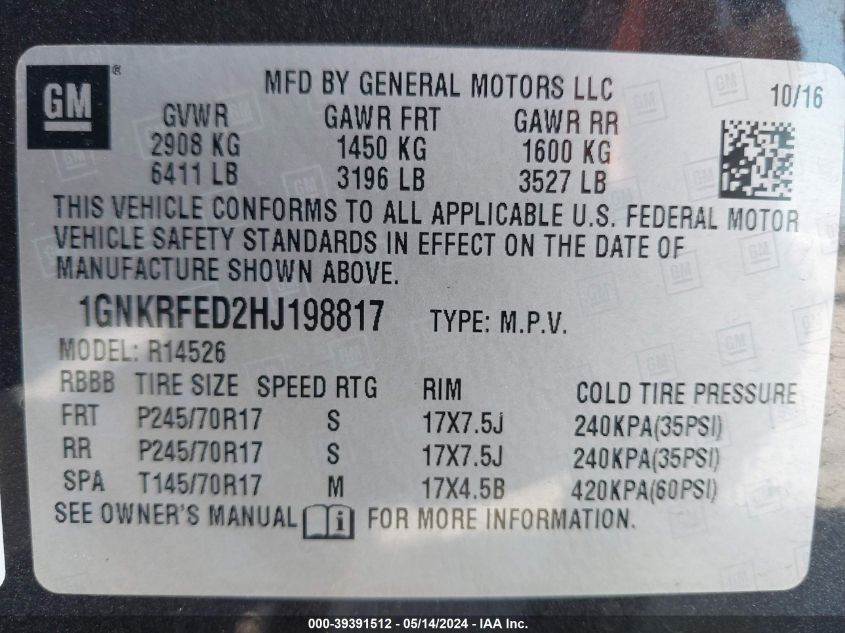 GM®
MFD BY GENERAL MOTORS LLC
10/16
GVWR GAWR FRT GAWR RR
2908 KG 1450 KG 1600 KG
6411 LB 3196 LB 3527 LB
THIS VEHICLE CONFORMS TO ALL APPLICABLE U.S. FEDERAL MOTOR
VEHICLE SAFETY STANDARDS IN EFFECT ON THE DATE OF
MANUFACTURE SHOWN ABOVE.
1GNKRFED2HJ198817 TYPE: M.P.V.
MODEL: R14526
RBBB TIRE SIZE SPEED RTG RIM COLD TIRE PRESSURE
FRT P245/70R17 S 17X7.5J 240KPA(35PSI)
RR P245/70R17 S 17X7.5J 240KPA(35PSI)
SPA T145/70R17 M 17X4.5B 420KPA(60PSI)
SEE OWNER'S MANUAL i FOR MORE INFORMATION.
000-39391512 - 05/14/2024 - IAA Inc.